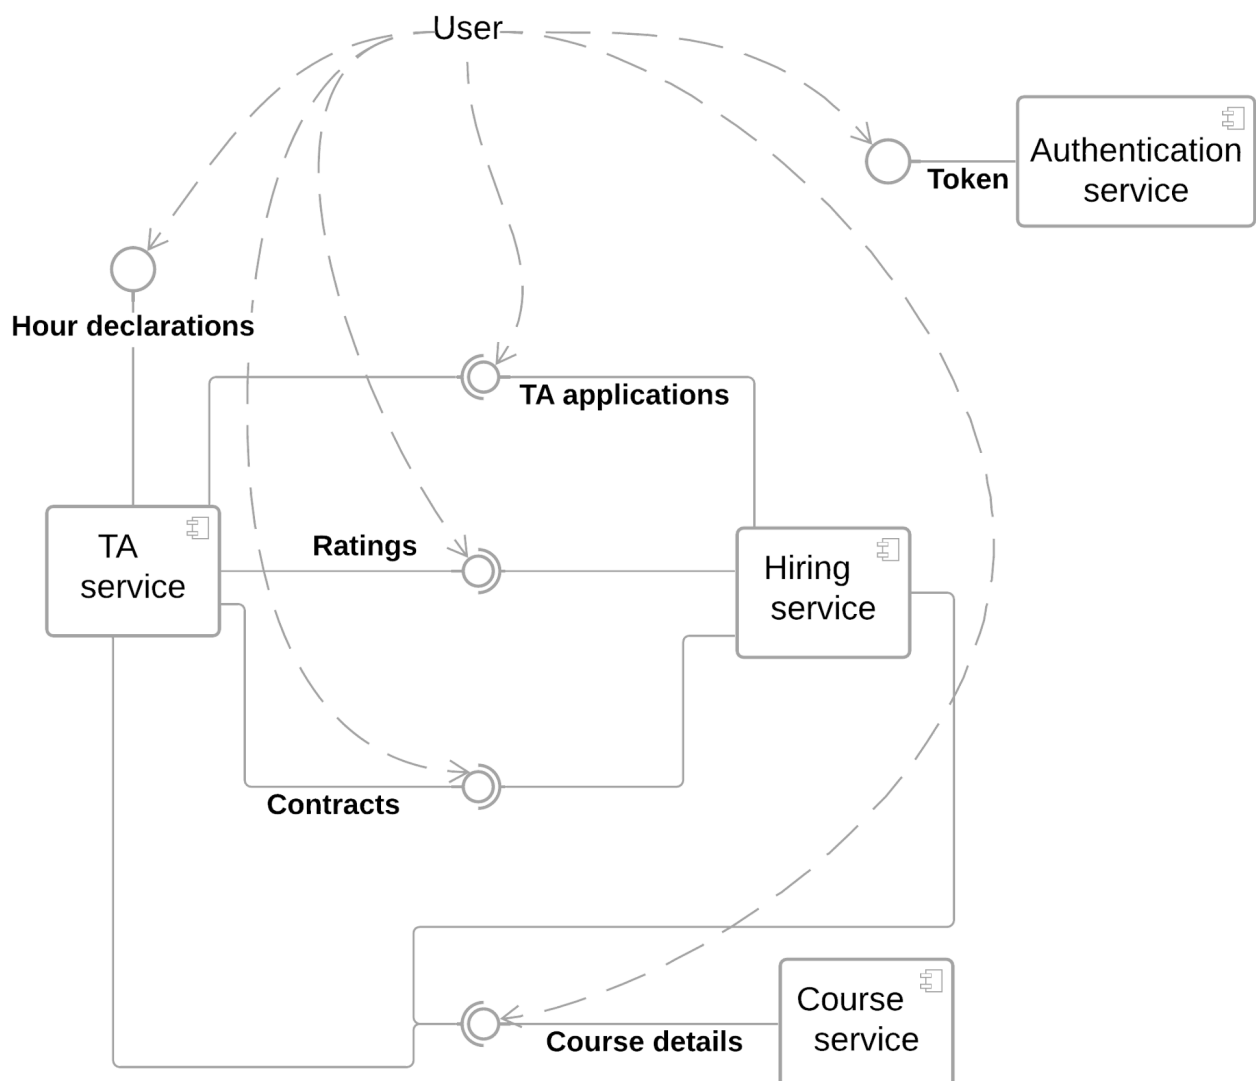 User
Authentication
service
Token
Hour declarations
TA applications
TA
service
Ratings
Hiring
service
Contracts
Course
service
Course details